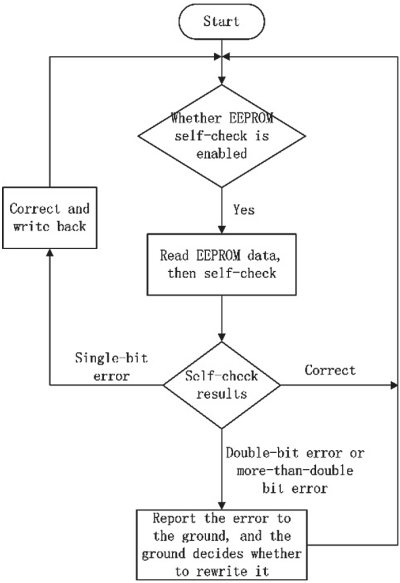 Start
Whether EEPROM
self-check is
enabled
Yes
Correct and
write back
Read EEPROM data,
then self-check
Single-bit
error
Self-check
results
Correct
Double-bit error or
more-than-double
bit error
Report the error to
the ground, and the
ground decides whether
to rewrite it